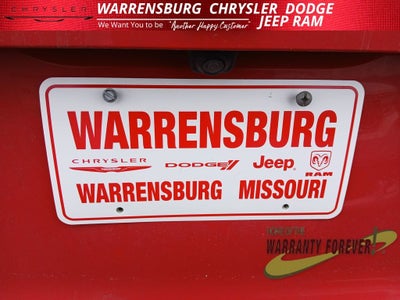 CHRYSLER
WARRENSBURG CHRYSLER DODGE
JEEP RAM
We Want You to be "Another Happy Customer"
WARRENSBURG
CHRYSLER DODGE Jeep RAM
WARRENSBURG MISSOURI
WARRANTY FOREVER